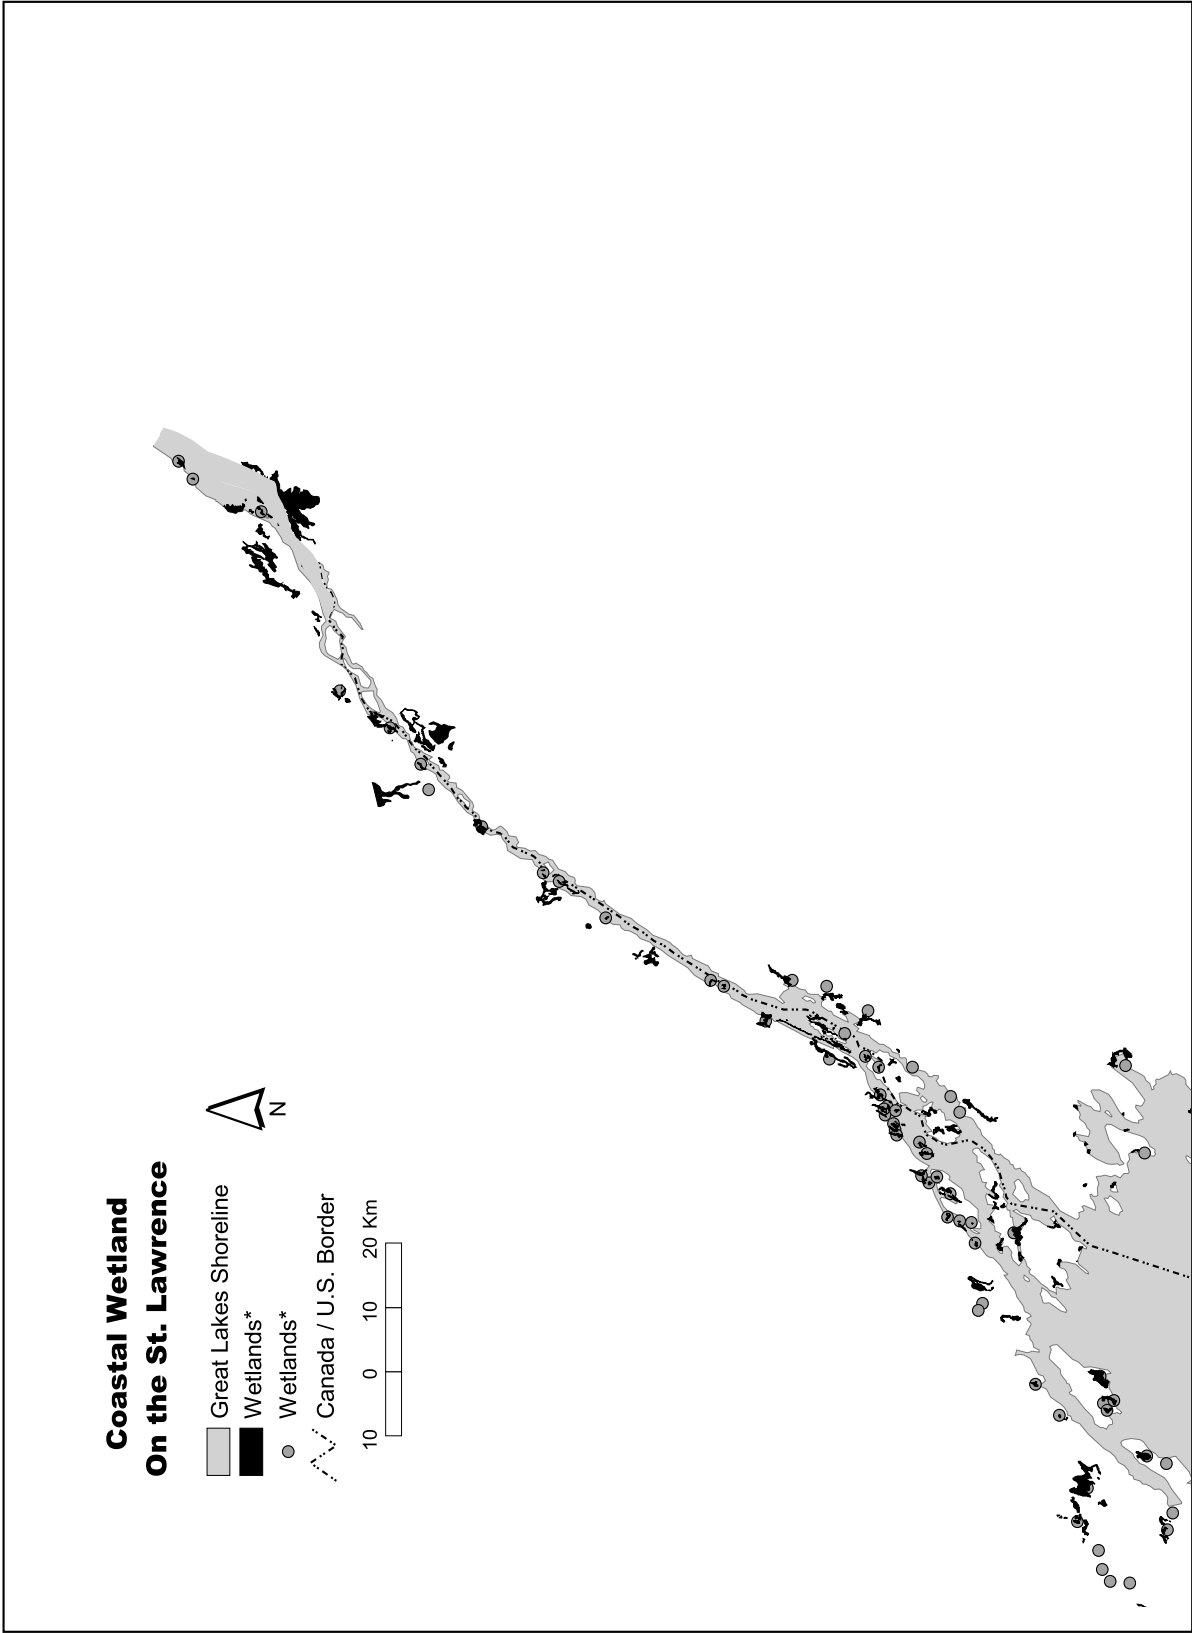 Coastal Wetland
On the St. Lawrence
Great Lakes Shoreline
Wetlands*
Wetlands*
Canada / U.S. Border
10 0 10 20 Km
N